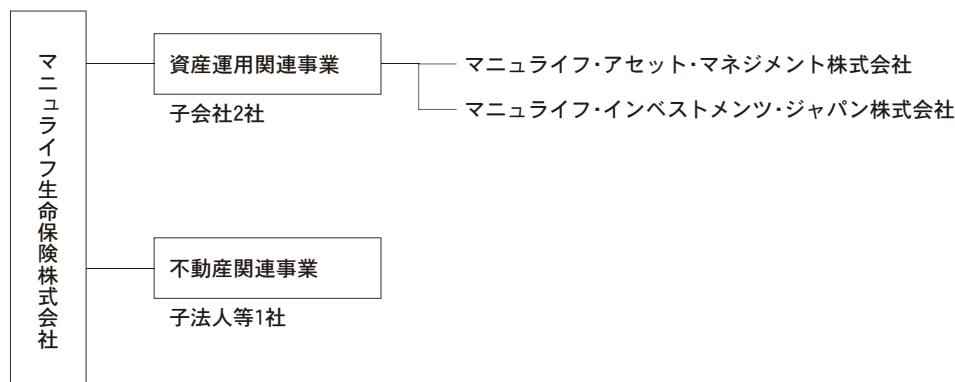 マニュライフ生命保険株式会社
資産運用関連事業
子会社2社
マニュライフ・アセット・マネジメント株式会社
マニュライフ・インベストメンツ・ジャパン株式会社
不動産関連事業
子法人等1社